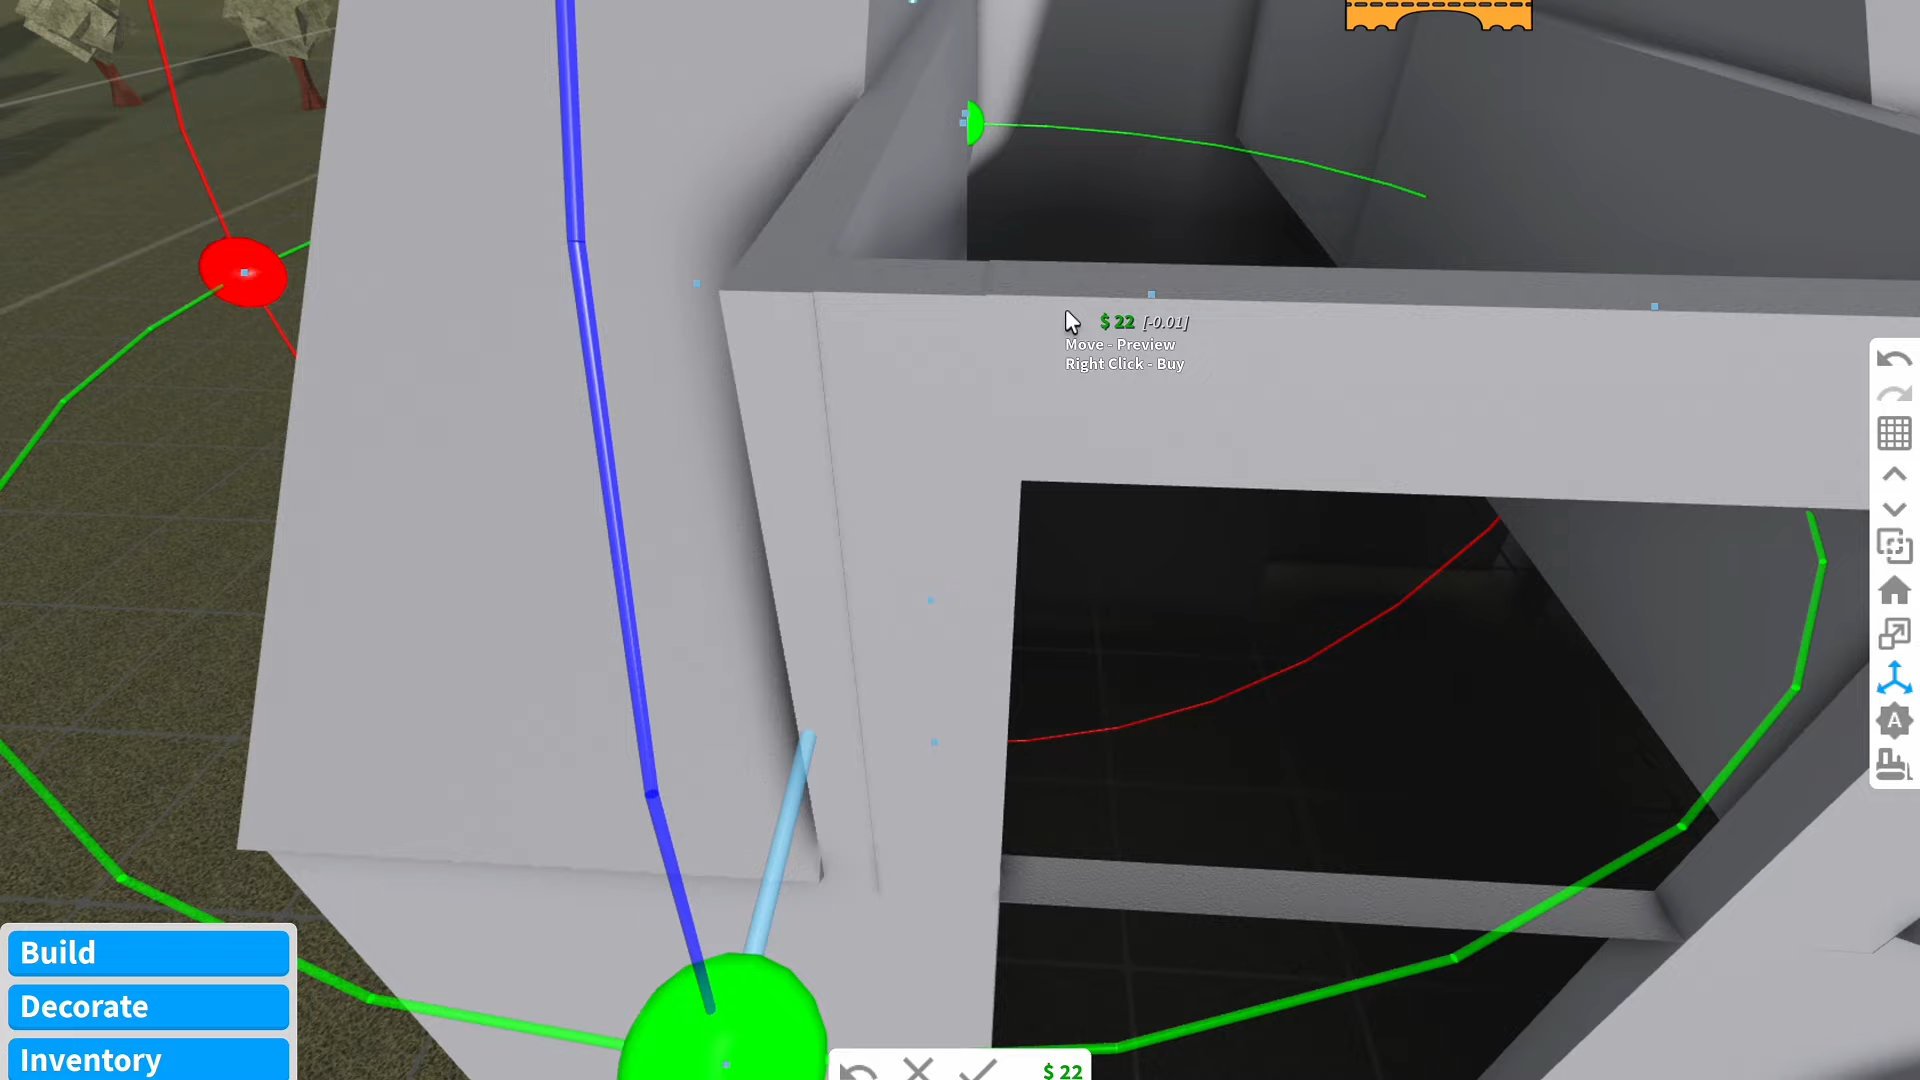 $ 22 [-0.01]
Move - Preview
Right Click - Buy
A
Build
Decorate
Inventory
$ 22